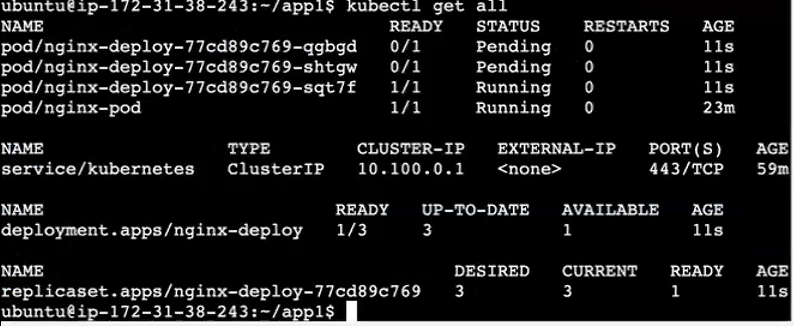 ubuntu@ip-172-31-38-243:~/app1$ kubectl get all
NAME READY STATUS RESTARTS AGE
pod/nginx-deploy-77cd89c769-qgbgd 0/1 Pending 0 11s
pod/nginx-deploy-77cd89c769-shtgw 0/1 Pending 0 11s
pod/nginx-deploy-77cd89c769-sqt7f 1/1 Running 0 11s
pod/nginx-pod 1/1 Running 0 23m
NAME TYPE CLUSTER-IP EXTERNAL-IP PORT(S) AGE
service/kubernetes ClusterIP 10.100.0.1 <none> 443/TCP 59m
NAME READY UP-TO-DATE AVAILABLE AGE
deployment.apps/nginx-deploy 1/3 3 1 11s
NAME DESIRED CURRENT READY AGE
replicaset.apps/nginx-deploy-77cd89c769 3 3 1 11s
ubuntu@ip-172-31-38-243:~/app1$